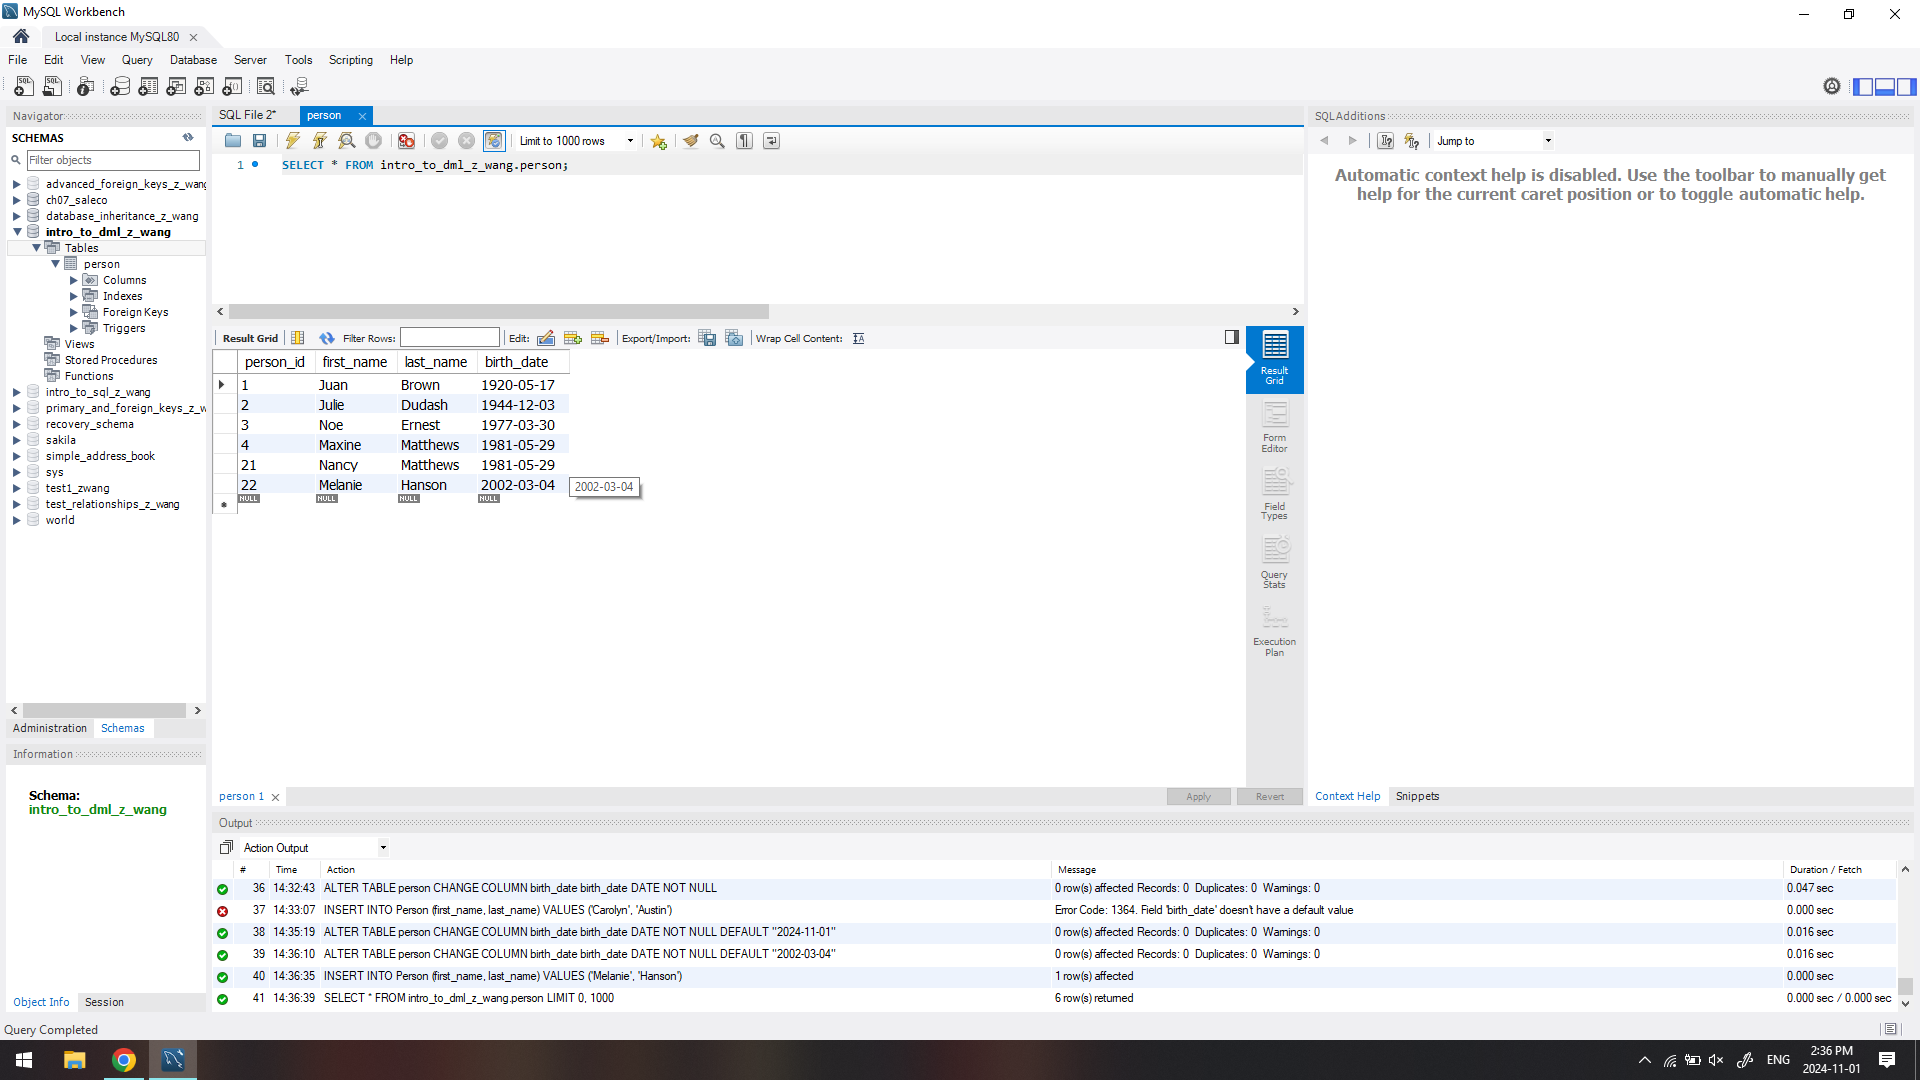 MySQL Workbench
Local instance MySQL80
File Edit View Query Database Server Tools Scripting Help
Navigator
SCHEMAS
Filter objects
advanced_foreign_keys_z_wang
ch07_saleco
database_inheritance_z_wang
intro_to_dml_z_wang
Tables
person
Columns
Indexes
Foreign Keys
Triggers
Views
Stored Procedures
Functions
intro_to_sql_z_wang
primary_and_foreign_keys_z_w
recovery_schema
sakila
simple_address_book
sys
test1_zwang
test_relationships_z_wang
world
Administration Schemas
Information
Schema:
intro_to_dml_z_wang
Object Info Session
Query Completed
SQL File 2* person
Limit to 1000 rows
1 SELECT * FROM intro_to_dml_z_wang.person;
Result Grid Filter Rows: Edit: Export/Import: Wrap Cell Content:
person_id first_name last_name birth_date
1 Juan Brown 1920-05-17
2 Julie Dudash 1944-12-03
3 Noe Ernest 1977-03-30
4 Maxine Matthews 1981-05-29
21 Nancy Matthews 1981-05-29
22 Melanie Hanson 2002-03-04
2002-03-04
NULL NULL NULL NULL
Result
Grid
Form
Editor
Field
Types
Query
Stats
Execution
Plan
person 1 Apply Revert
SQLAdditions
Jump to
Automatic context help is disabled. Use the toolbar to manually get
help for the current caret position or to toggle automatic help.
Context Help Snippets
Output
Action Output
# Time Action Message Duration / Fetch
36 14:32:43 ALTER TABLE person CHANGE COLUMN birth_date birth_date DATE NOT NULL 0 row(s) affected Records: 0 Duplicates: 0 Warnings: 0 0.047 sec
37 14:33:07 INSERT INTO Person (first_name, last_name) VALUES ('Carolyn', 'Austin') Error Code: 1364. Field 'birth_date' doesn't have a default value 0.000 sec
38 14:35:19 ALTER TABLE person CHANGE COLUMN birth_date birth_date DATE NOT NULL DEFAULT "2024-11-01" 0 row(s) affected Records: 0 Duplicates: 0 Warnings: 0 0.016 sec
39 14:36:10 ALTER TABLE person CHANGE COLUMN birth_date birth_date DATE NOT NULL DEFAULT "2002-03-04" 0 row(s) affected Records: 0 Duplicates: 0 Warnings: 0 0.016 sec
40 14:36:35 INSERT INTO Person (first_name, last_name) VALUES ('Melanie', 'Hanson') 1 row(s) affected 0.000 sec
41 14:36:39 SELECT * FROM intro_to_dml_z_wang.person LIMIT 0, 1000 6 row(s) returned 0.000 sec / 0.000 sec
ENG
2:36 PM
2024-11-01